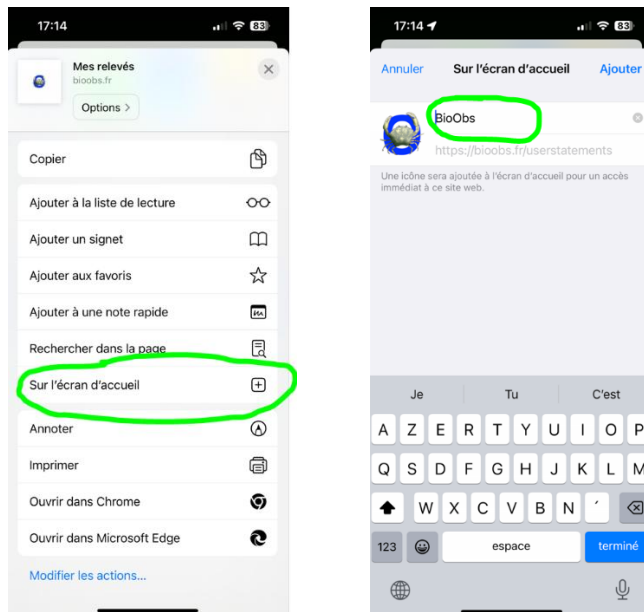 17:14
83
Mes relevés
bioobs.fr
Options >
Copier
Ajouter à la liste de lecture
Ajouter un signet
Ajouter aux favoris
Ajouter à une note rapide
Rechercher dans la page
Sur l'écran d'accueil
Annoter
Imprimer
Ouvrir dans Chrome
Ouvrir dans Microsoft Edge
Modifier les actions...
17:14
83
Annuler
Sur l'écran d'accueil
Ajouter
BioObs
https://bioobs.fr/userstatements
Une icône sera ajoutée à l'écran d'accueil pour un accès
immédiat à ce site web.
Je Tu C'est
A Z E R T Y U I O P
Q S D F G H J K L M
W X C V B N ´
123 espace terminé